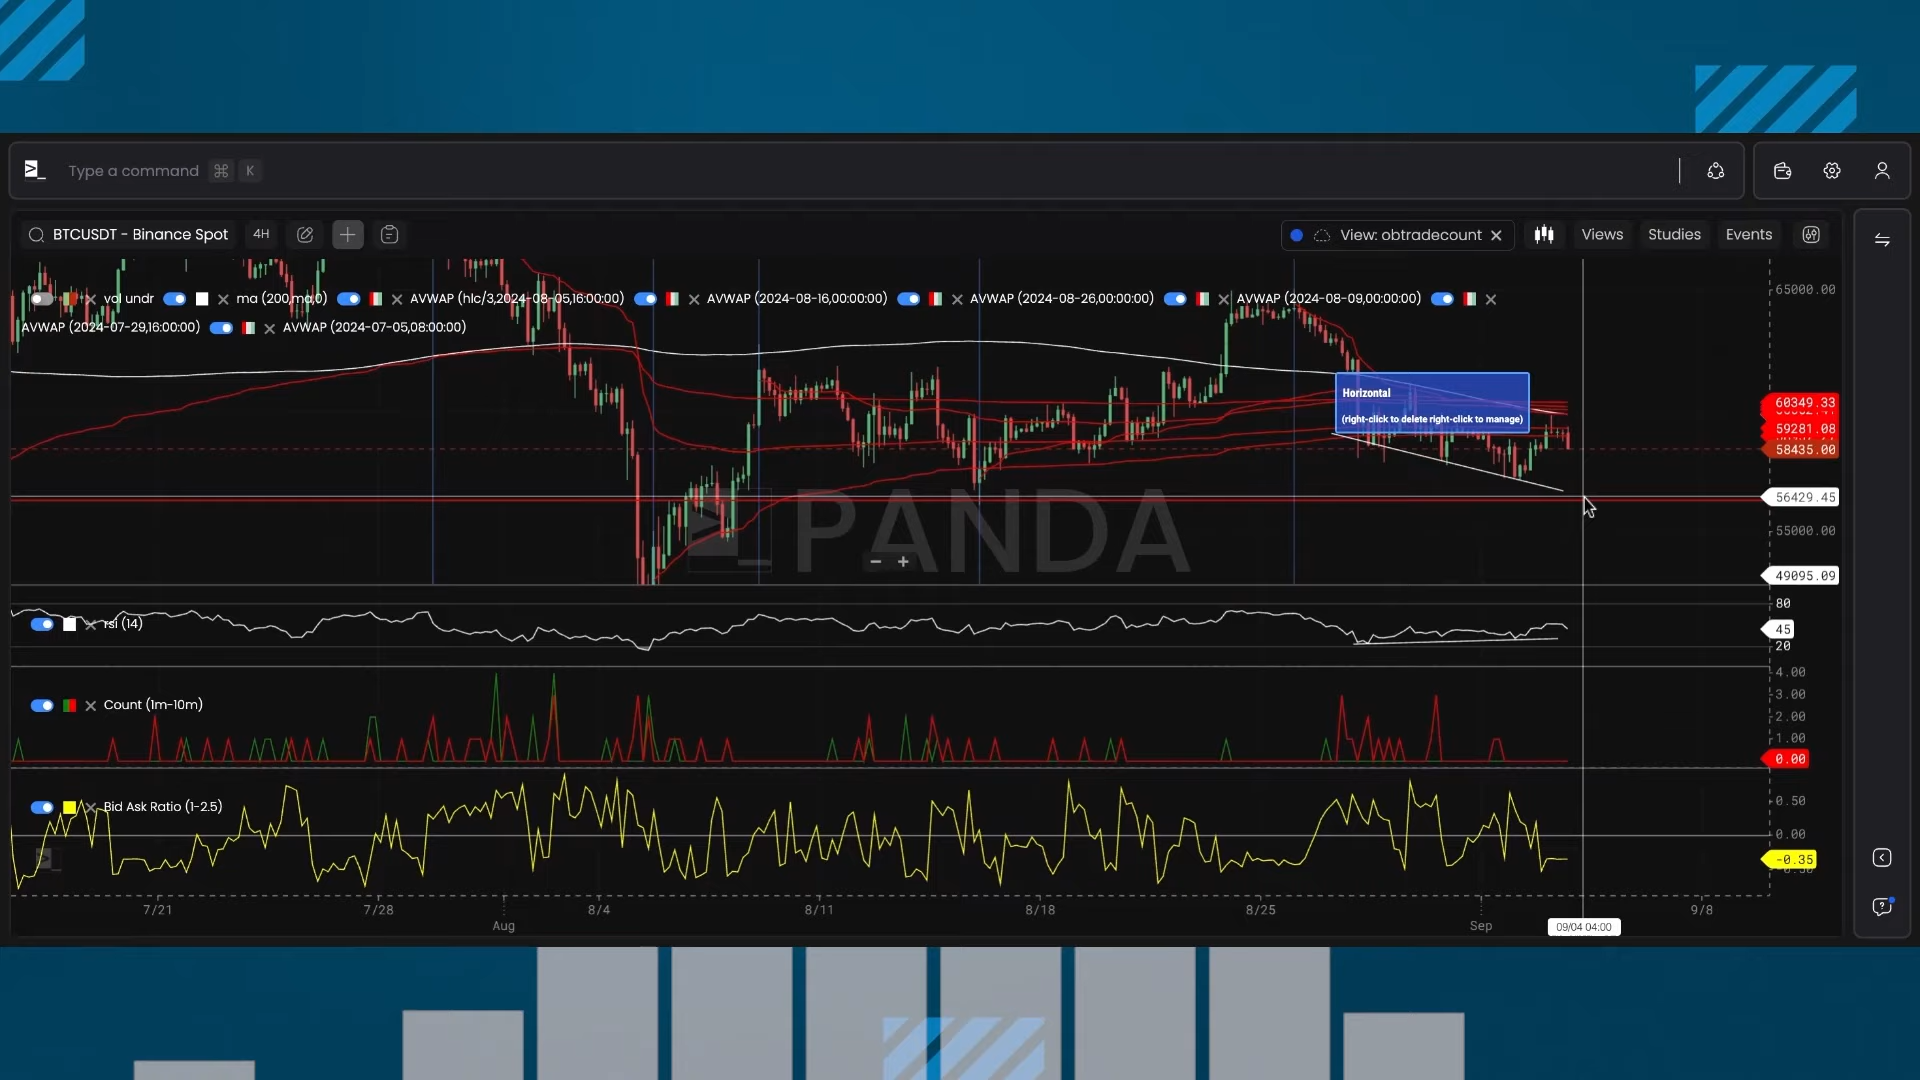 Type a command ⌘ K
BTCUSDT - Binance Spot 4H
View: obtradecount
Views Studies Events
vol undr ma (200,ma,0) AVWAP (hlc/3,2024-08-05,16:00:00) AVWAP (2024-08-16,00:00:00) AVWAP (2024-08-26,00:00:00) AVWAP (2024-08-09,00:00:00)
AVWAP (2024-07-29,16:00:00) AVWAP (2024-07-05,08:00:00)
65000.00
Horizontal
(right-click to delete right-click to manage)
60349.33
59281.08
58435.00
56429.45
55000.00
49095.09
PANDA
rsi (14)
80
45
20
Count (1m-10m)
4.00
3.00
2.00
1.00
0.00
Bid Ask Ratio (1-2.5)
0.50
0.00
-0.35
7/21 7/28 8/4 8/11 8/18 8/25 9/8
Aug Sep
09/04 04:00